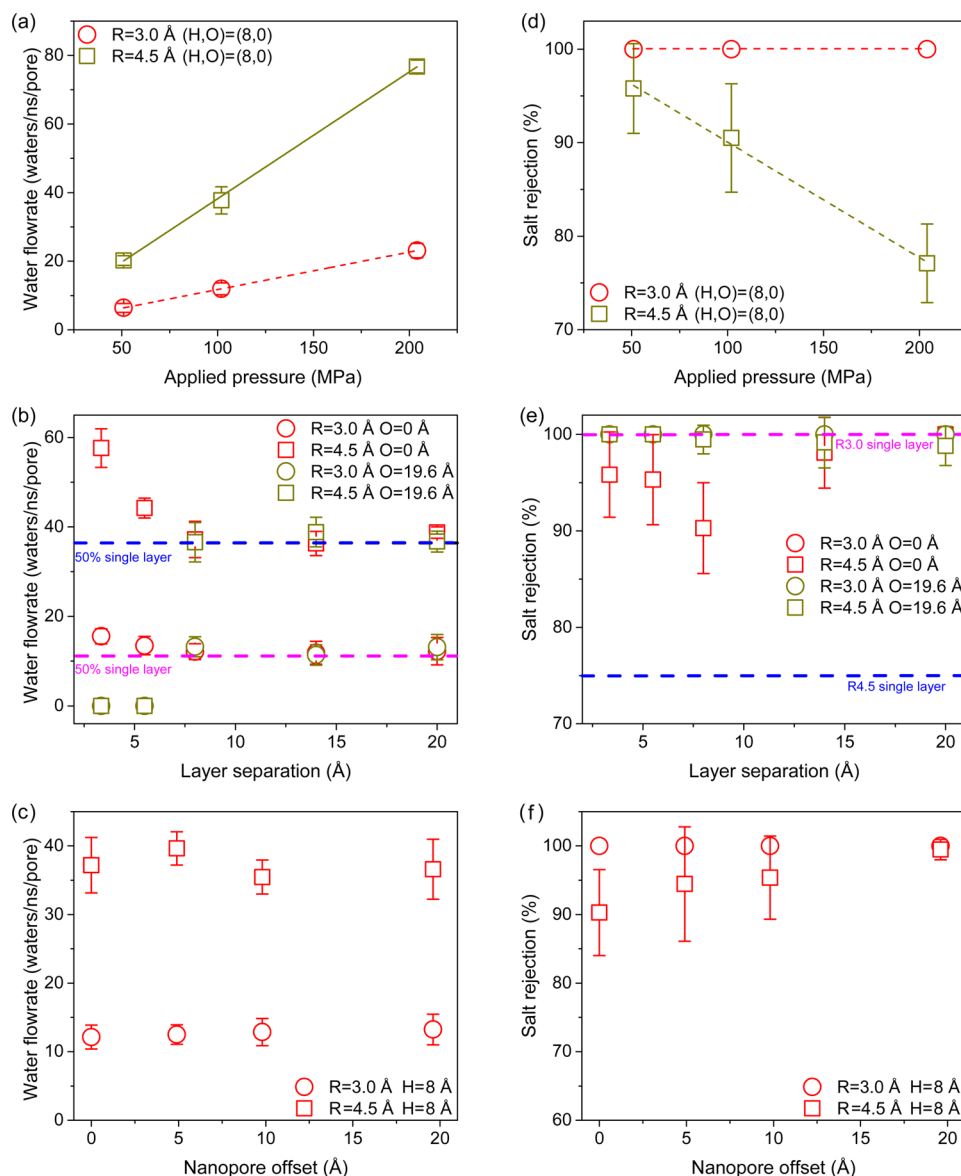 (a)
R=3.0 Å (H,O)=(8,0)
R=4.5 Å (H,O)=(8,0)
Water flowrate (waters/ns/pore)
80
60
40
20
0
50
100
150
200
Applied pressure (MPa)
(d)
Salt rejection (%)
100
90
80
70
R=3.0 Å (H,O)=(8,0)
R=4.5 Å (H,O)=(8,0)
50
100
150
200
Applied pressure (MPa)
(b)
R=3.0 Å O=0 Å
R=4.5 Å O=0 Å
R=3.0 Å O=19.6 Å
R=4.5 Å O=19.6 Å
Water flowrate (waters/ns/pore)
60
40
20
0
50% single layer
50% single layer
5
10
15
20
Layer separation (Å)
(e)
Salt rejection (%)
100
90
80
70
R3.0 single layer
R=3.0 Å O=0 Å
R=4.5 Å O=0 Å
R=3.0 Å O=19.6 Å
R=4.5 Å O=19.6 Å
R4.5 single layer
5
10
15
20
Layer separation (Å)
(c)
Water flowrate (waters/ns/pore)
40
30
20
10
0
R=3.0 Å H=8 Å
R=4.5 Å H=8 Å
0
5
10
15
20
Nanopore offset (Å)
(f)
Salt rejection (%)
100
90
80
70
60
R=3.0 Å H=8 Å
R=4.5 Å H=8 Å
0
5
10
15
20
Nanopore offset (Å)